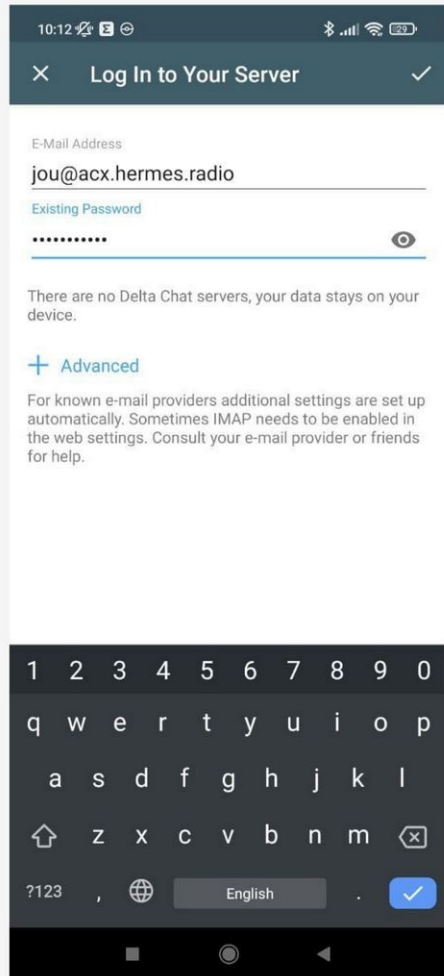 10:12 Σ 29
Log In to Your Server
E-Mail Address
jou@acx.hermes.radio
Existing Password
•••••••••••
There are no Delta Chat servers, your data stays on your
device.
+ Advanced
For known e-mail providers additional settings are set up
automatically. Sometimes IMAP needs to be enabled in
the web settings. Consult your e-mail provider or friends
for help.
1 2 3 4 5 6 7 8 9 0
q w e r t y u i o p
a s d f g h j k l
z x c v b n m
?123 , English .